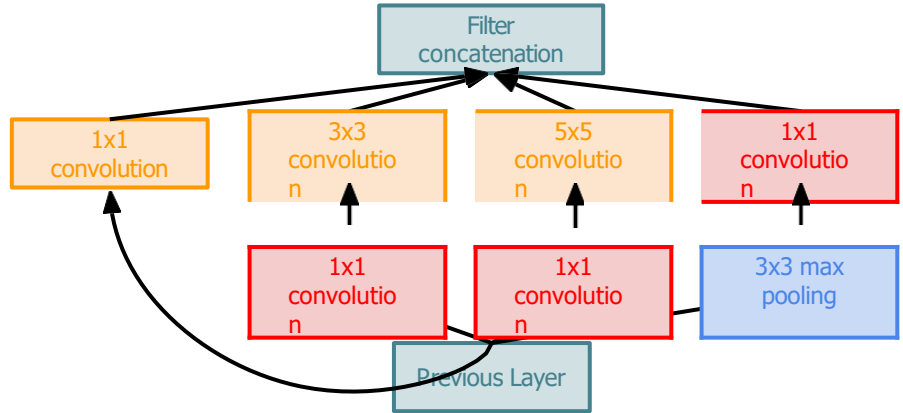 Filter
concatenation
1x1
convolution
3x3
convolutio
n
5x5
convolutio
n
1x1
convolutio
n
1x1
convolutio
n
1x1
convolutio
n
3x3 max
pooling
Previous Layer